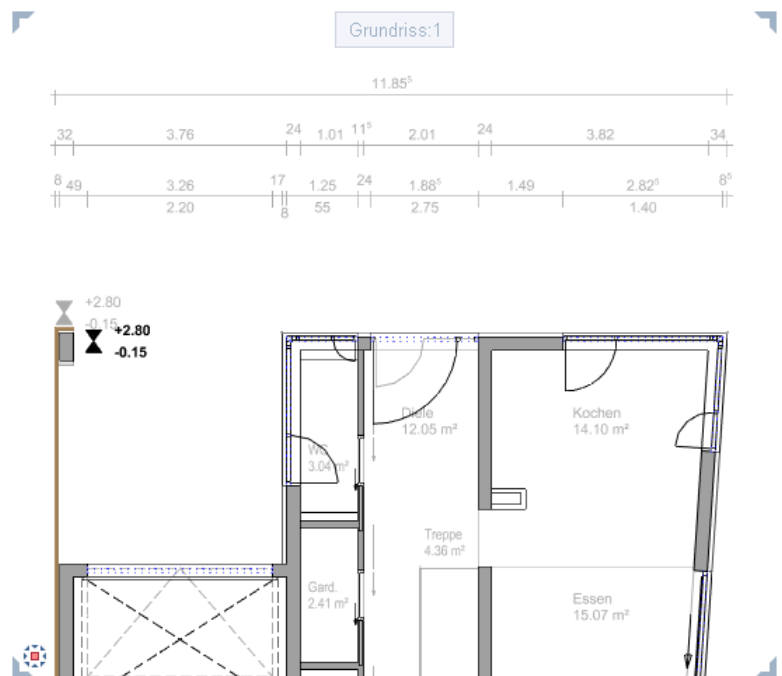 Grundriss:1
11.85⁵
32 3.76 24 1.01 11⁵ 2.01 24 3.82 34
8 49 3.26 17 1.25 24 1.88⁵ 1.49 2.82⁵ 8⁵
2.20 8 55 2.75 1.40
+2.80
-0.15
+2.80
-0.15
Diele
12.05 m²
Kochen
14.10 m²
WC
3.04 m²
Treppe
4.36 m²
Gard.
2.41 m²
Essen
15.07 m²